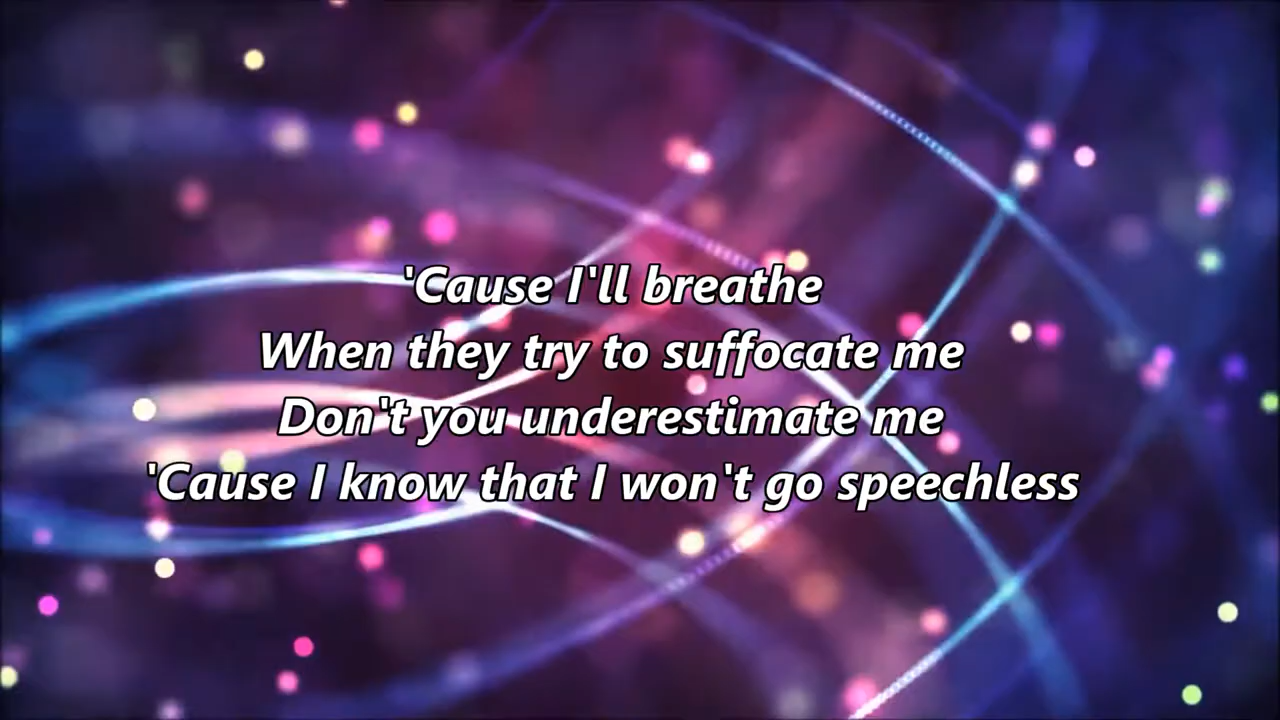 'Cause I'll breathe
When they try to suffocate me
Don't you underestimate me
'Cause I know that I won't go speechless